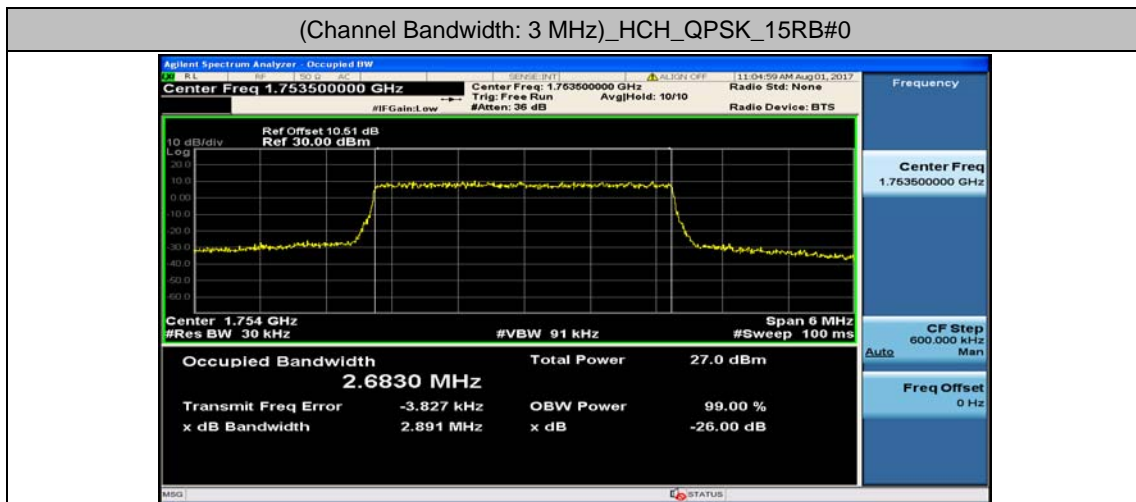 (Channel Bandwidth: 3 MHz)_HCH_QPSK_15RB#0
Agilent Spectrum Analyzer - Occupied BW
RL RF 50 Ω AC SENSE:INT ALIGN OFF 11:04:59 AM Aug 01, 2017
Center Freq 1.753500000 GHz Center Freq: 1.753500000 GHz Radio Std: None Frequency
Trig: Free Run Avg|Hold: 10/10
#IFGain:Low #Atten: 36 dB Radio Device: BTS
Ref Offset 10.51 dB
10 dB/div Ref 30.00 dBm
Log
20.0
10.0
0.00
-10.0
-20.0
-30.0
-40.0
-50.0
-60.0
Center Freq
1.753500000 GHz
Center 1.754 GHz Span 6 MHz
#Res BW 30 kHz #VBW 91 kHz #Sweep 100 ms
CF Step
600.000 kHz
Auto Man
Occupied Bandwidth Total Power 27.0 dBm
2.6830 MHz
Freq Offset
0 Hz
Transmit Freq Error -3.827 kHz OBW Power 99.00 %
x dB Bandwidth 2.891 MHz x dB -26.00 dB
MSG STATUS